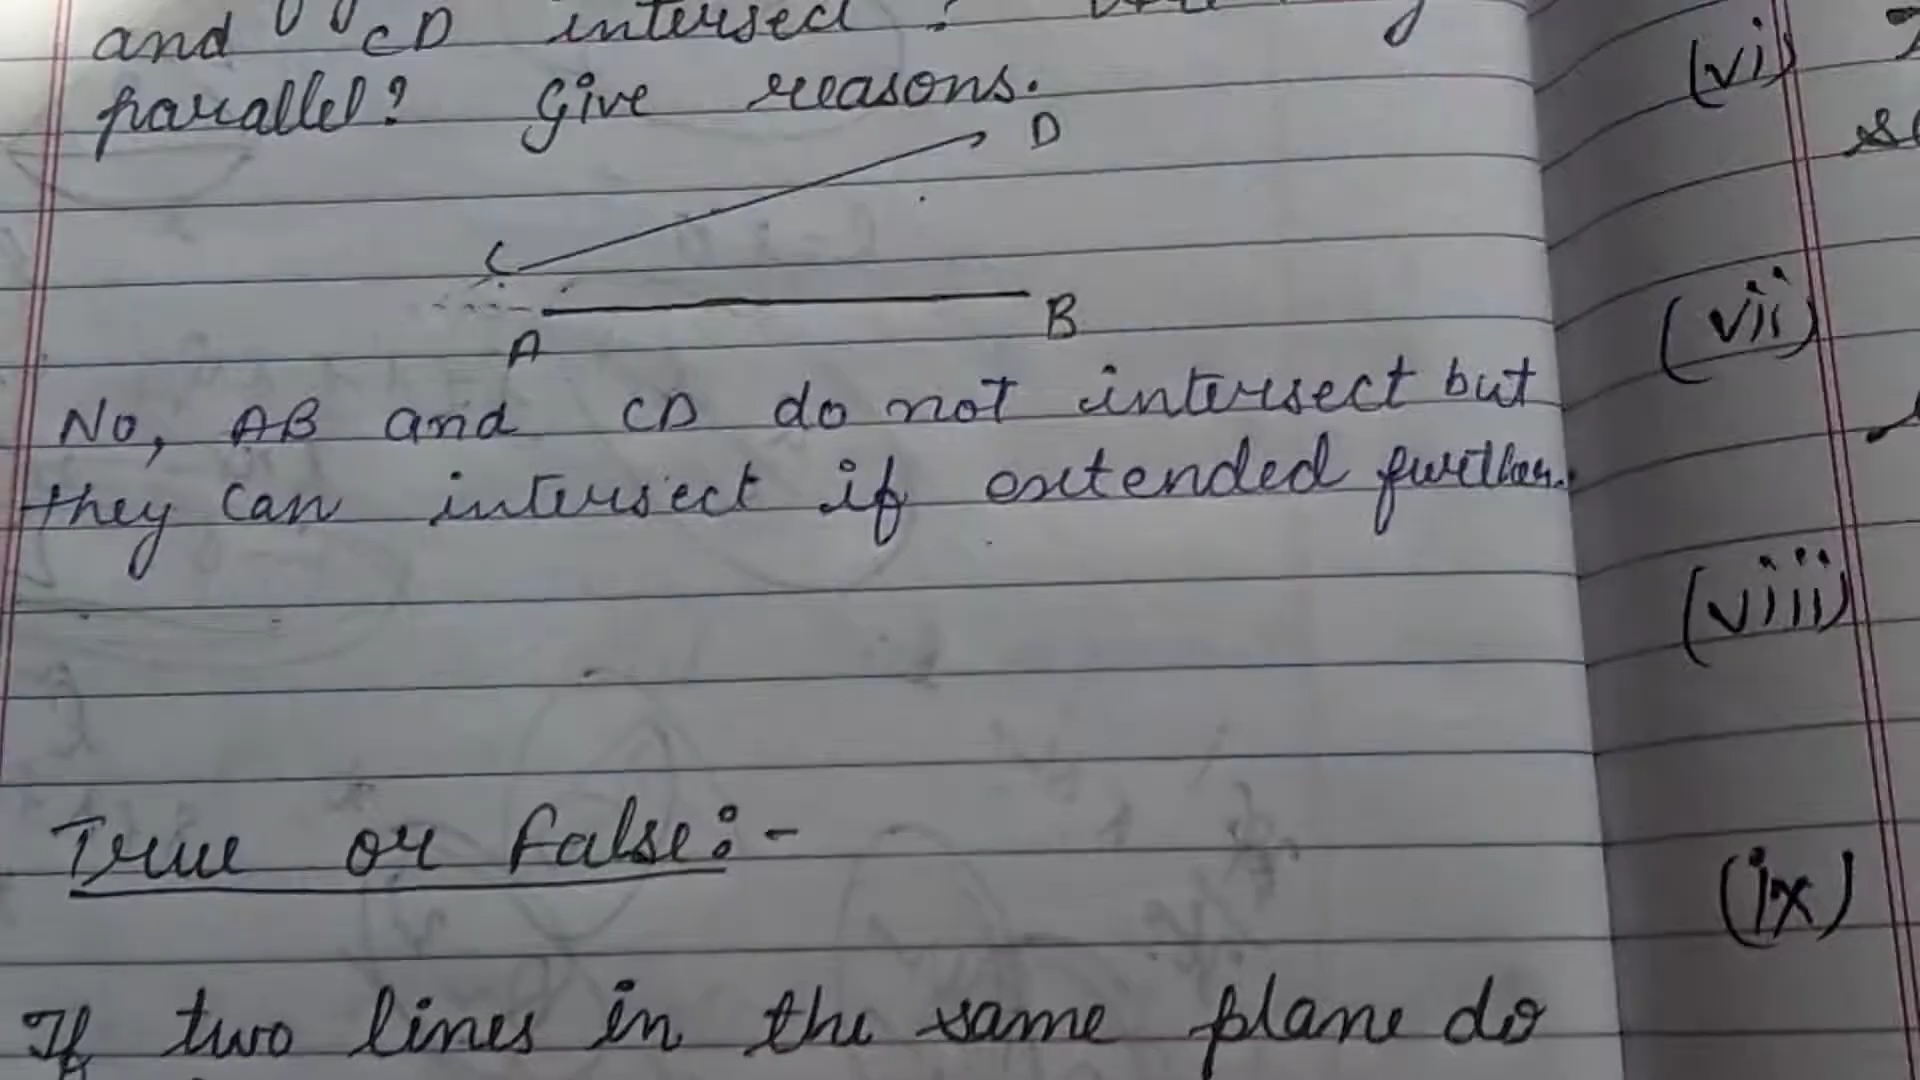 and CD intersect?
parallel? Give reasons.
D
C
A
B
No, AB and CD do not intersect but
they can intersect if extended further.
True or False:-
If two lines in the same plane do
(vi)
(vii)
(viii)
(ix)